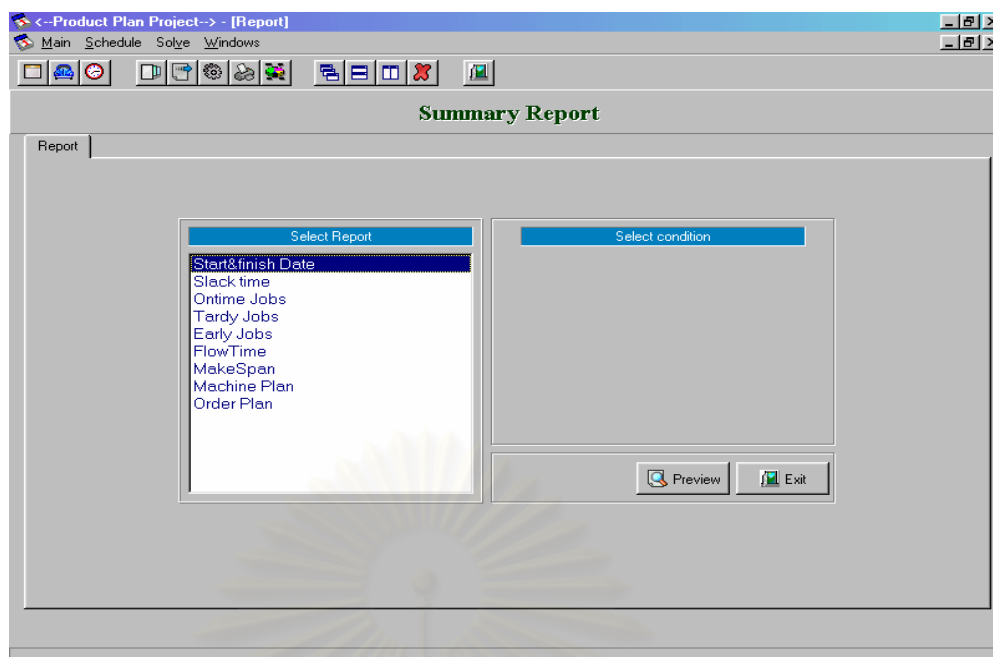 <--Product Plan Project--> - [Report]
Main Schedule Solve Windows
Summary Report
Report
Select Report
Start&finish Date
Slack time
Ontime Jobs
Tardy Jobs
Early Jobs
FlowTime
MakeSpan
Machine Plan
Order Plan
Select condition
Preview
Exit